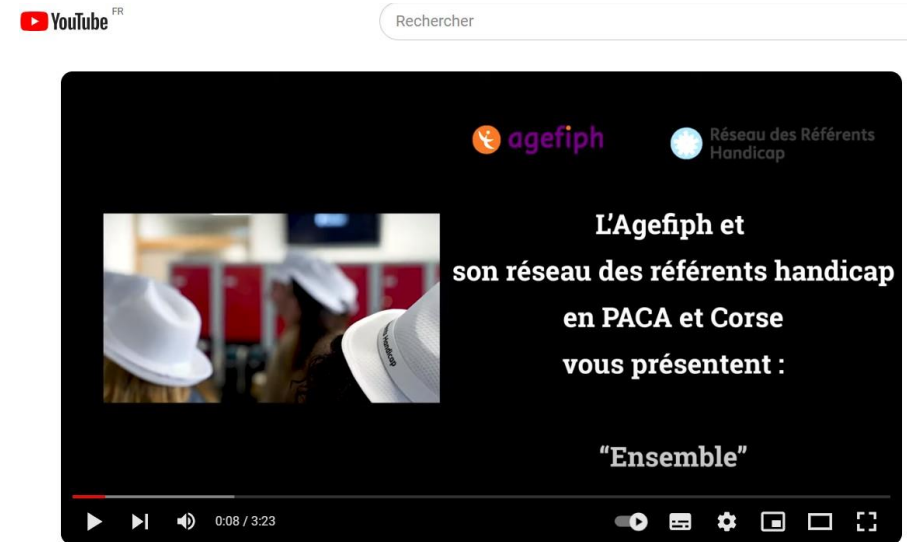 YouTube FR
Rechercher
agefiph
Réseau des Référents
Handicap
L'Agefiph et
son réseau des référents handicap
en PACA et Corse
vous présentent :
“Ensemble”
Handicap
0:08 / 3:23